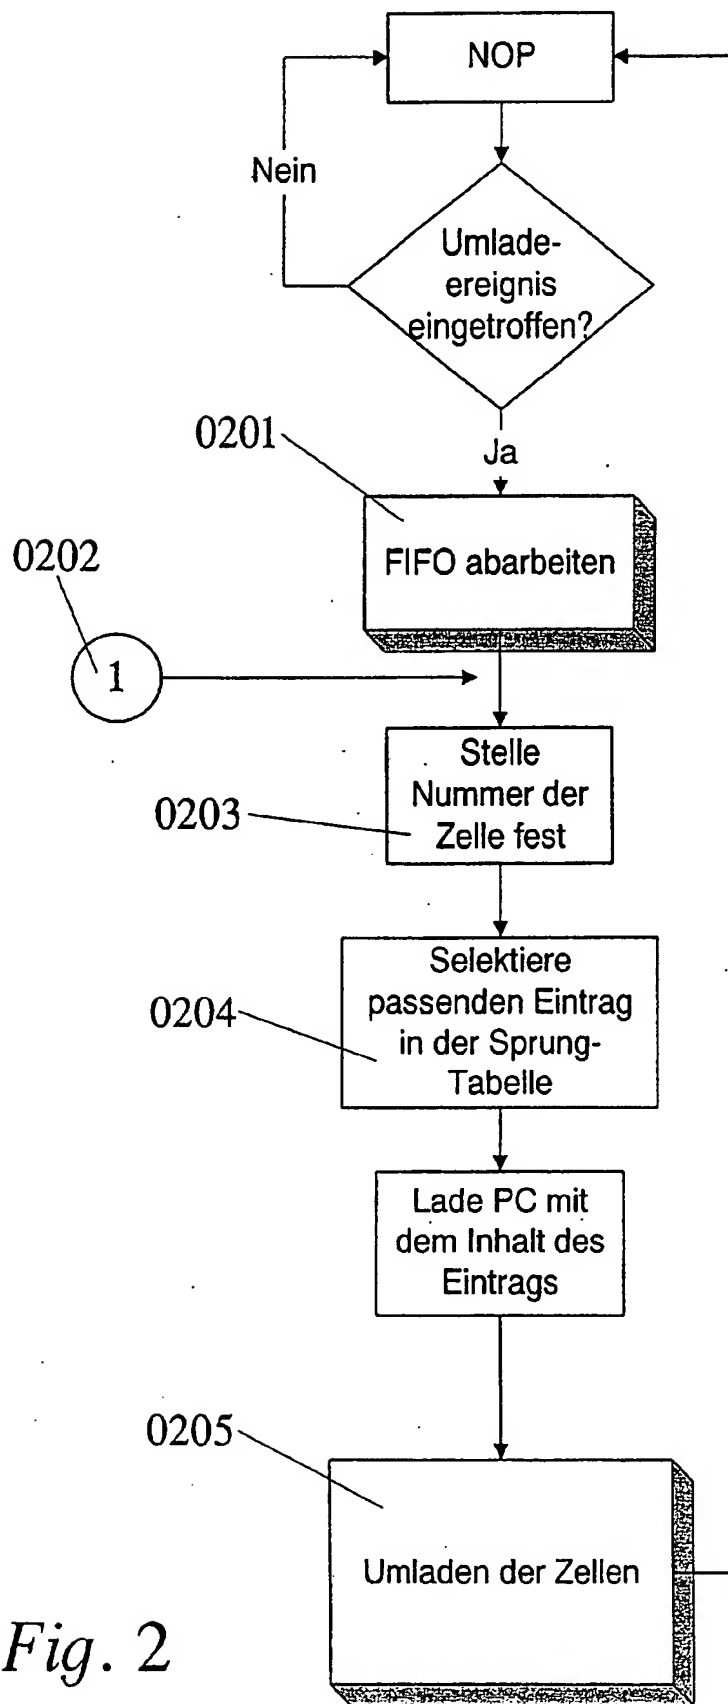 NOP
Nein
Umlade-
ereignis
eingetroffen?
0201
Ja
FIFO abarbeiten
0202
1
Stelle
Nummer der
Zelle fest
0203
Selektiere
passenden Eintrag
in der Sprung-
Tabelle
0204
Lade PC mit
dem Inhalt des
Eintrags
0205
Umladen der Zellen
Fig. 2